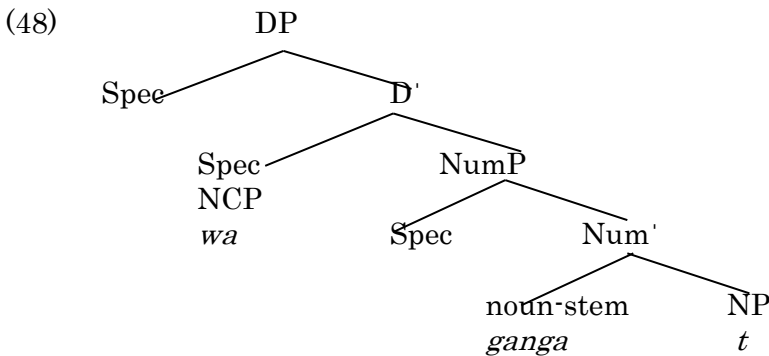 (48) DP
Spec D'
Spec NumP
NCP
wa Spec Num'
noun-stem NP
ganga t